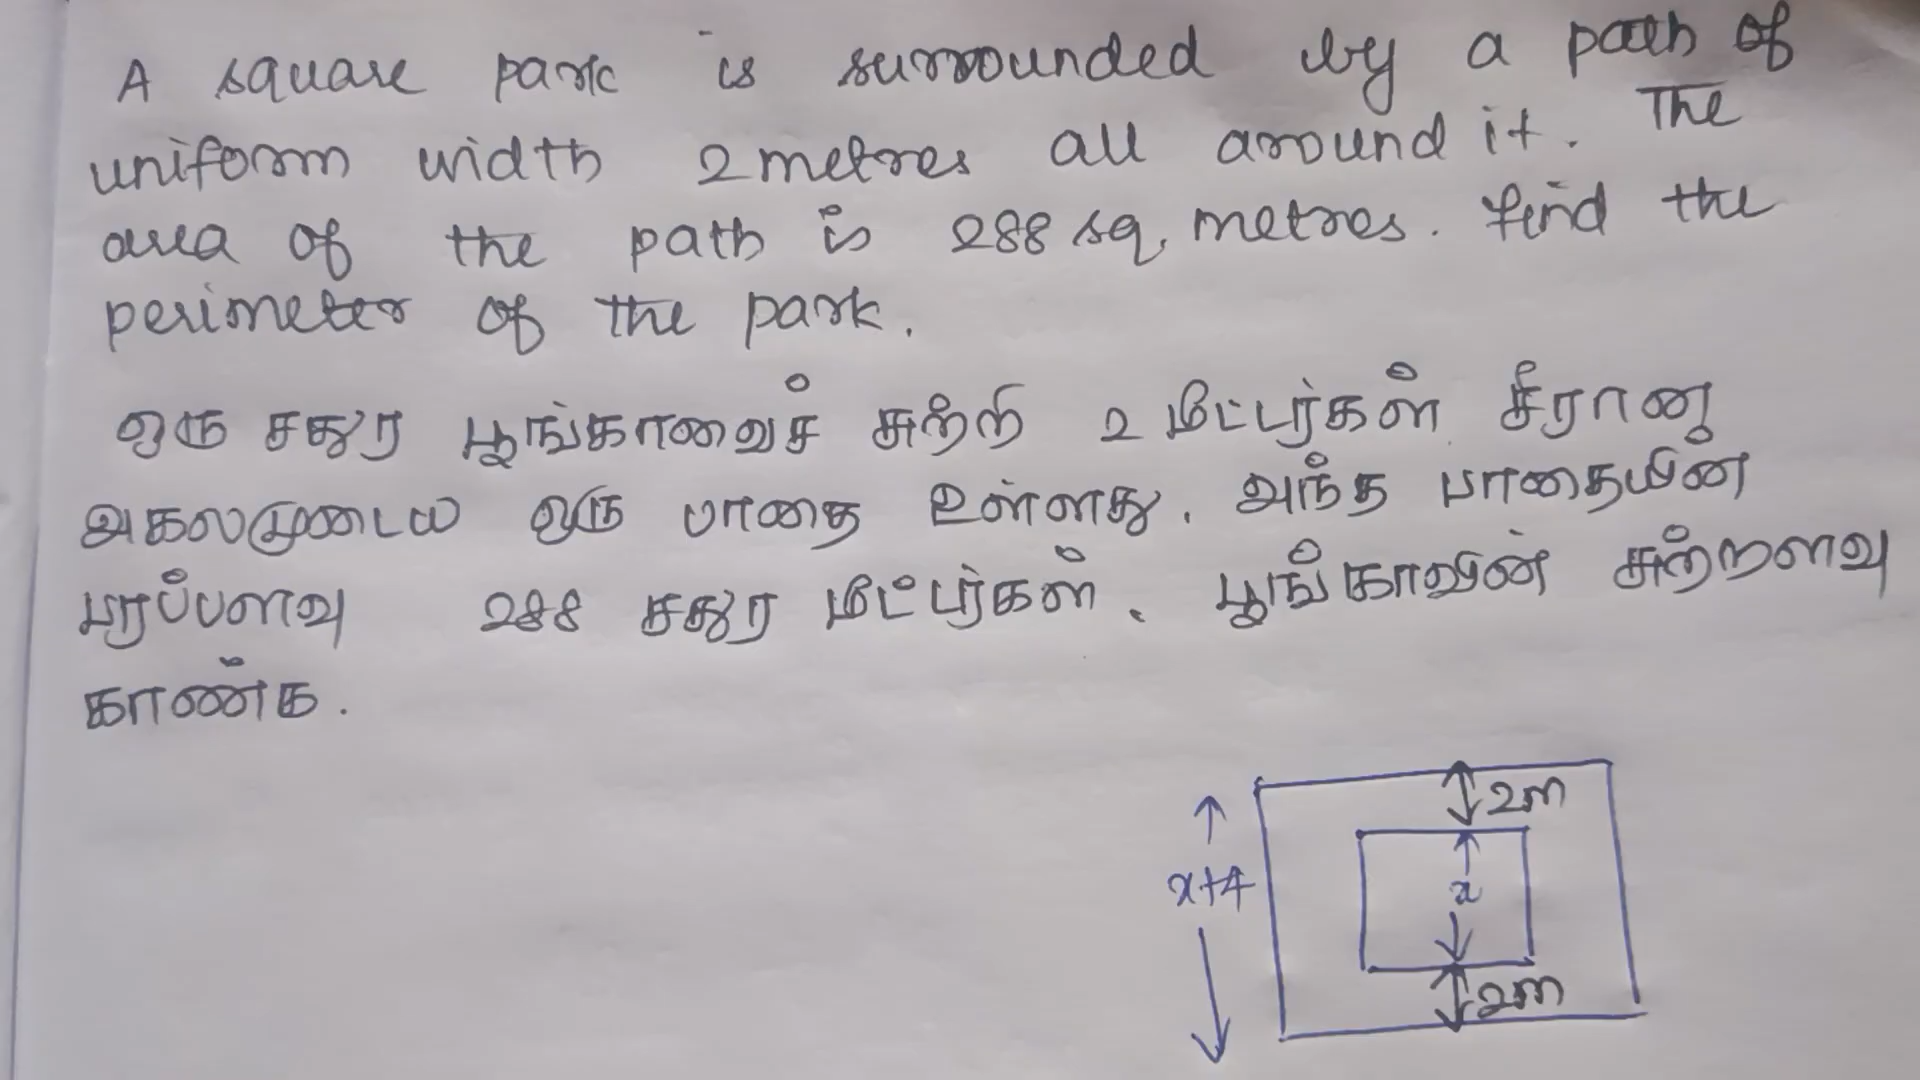 A square park is surrounded by a path of
uniform width 2 metres all around it. The
area of the path is 288 sq. metres. Find the
perimeter of the park.
ஒரு சதுர பூங்காவைச் சுற்றி 2 மீட்டர்கள் சீரான
அகலமுடைய ஒரு பாதை உள்ளது. அந்த பாதையின்
பரப்பளவு 288 சதுர மீட்டர்கள். பூங்காவின் சுற்றளவு
காண்க.
2m
x+4
x
2m